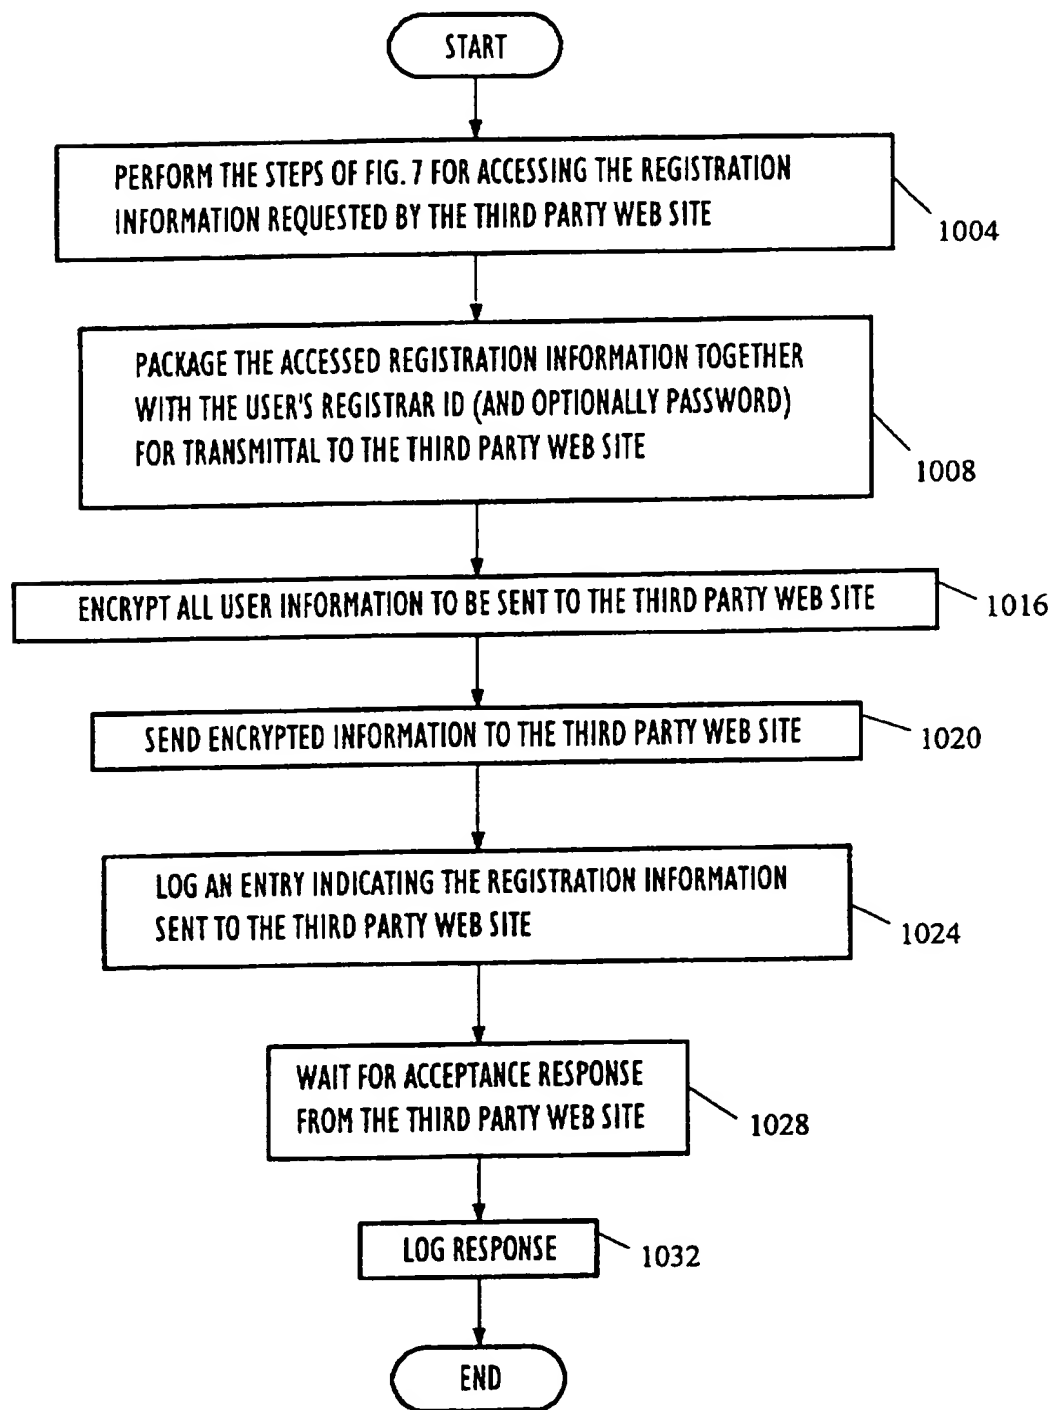 START
PERFORM THE STEPS OF FIG. 7 FOR ACCESSING THE REGISTRATION
INFORMATION REQUESTED BY THE THIRD PARTY WEB SITE
1004
PACKAGE THE ACCESSED REGISTRATION INFORMATION TOGETHER
WITH THE USER'S REGISTRAR ID (AND OPTIONALLY PASSWORD)
FOR TRANSMITTAL TO THE THIRD PARTY WEB SITE
1008
ENCRYPT ALL USER INFORMATION TO BE SENT TO THE THIRD PARTY WEB SITE
1016
SEND ENCRYPTED INFORMATION TO THE THIRD PARTY WEB SITE
1020
LOG AN ENTRY INDICATING THE REGISTRATION INFORMATION
SENT TO THE THIRD PARTY WEB SITE
1024
WAIT FOR ACCEPTANCE RESPONSE
FROM THE THIRD PARTY WEB SITE
1028
LOG RESPONSE
1032
END